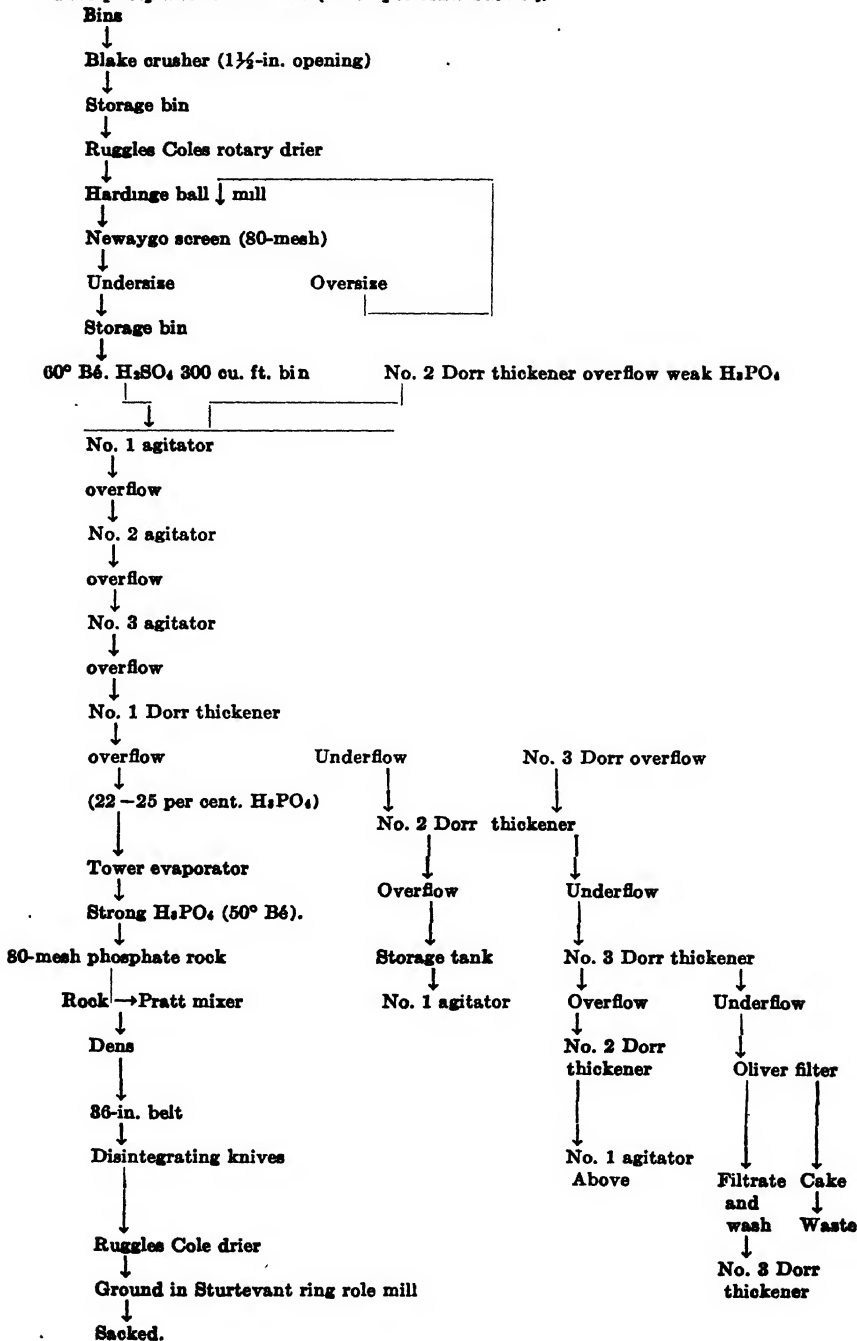 Bins
Blake crusher (1½-in. opening)
Storage bin
Ruggles Coles rotary drier
Hardinge ball mill
Newaygo screen (80-mesh)
Undersize Oversize
Storage bin
60° Bé. H₂SO₄ 300 cu. ft. bin No. 2 Dorr thickener overflow weak H₃PO₄
No. 1 agitator
overflow
No. 2 agitator
overflow
No. 3 agitator
overflow
No. 1 Dorr thickener
overflow Underflow No. 3 Dorr overflow
(22–25 per cent. H₃PO₄)
No. 2 Dorr thickener
Tower evaporator
Overflow Underflow
Strong H₃PO₄ (50° Bé).
80-mesh phosphate rock Storage tank No. 3 Dorr thickener
Rock → Pratt mixer No. 1 agitator Overflow Underflow
Dens No. 2 Dorr
thickener Oliver filter
36-in. belt
Disintegrating knives No. 1 agitator
Above Filtrate Cake
and
wash Waste
Ruggles Cole drier
No. 3 Dorr
thickener
Ground in Sturtevant ring role mill
Sacked.